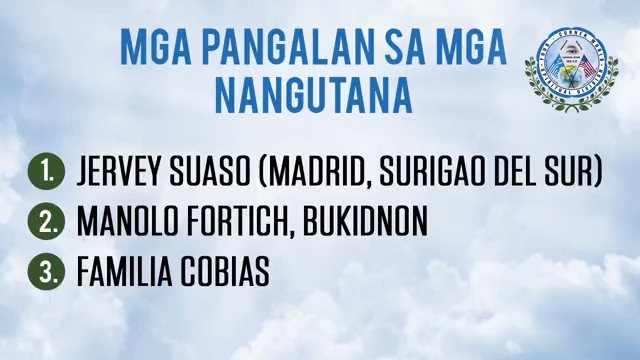 MGA PANGALAN SA MGA
NANGUTANA
1. JERVEY SUASO (MADRID, SURIGAO DEL SUR)
2. MANOLO FORTICH, BUKIDNON
3. FAMILIA COBIAS